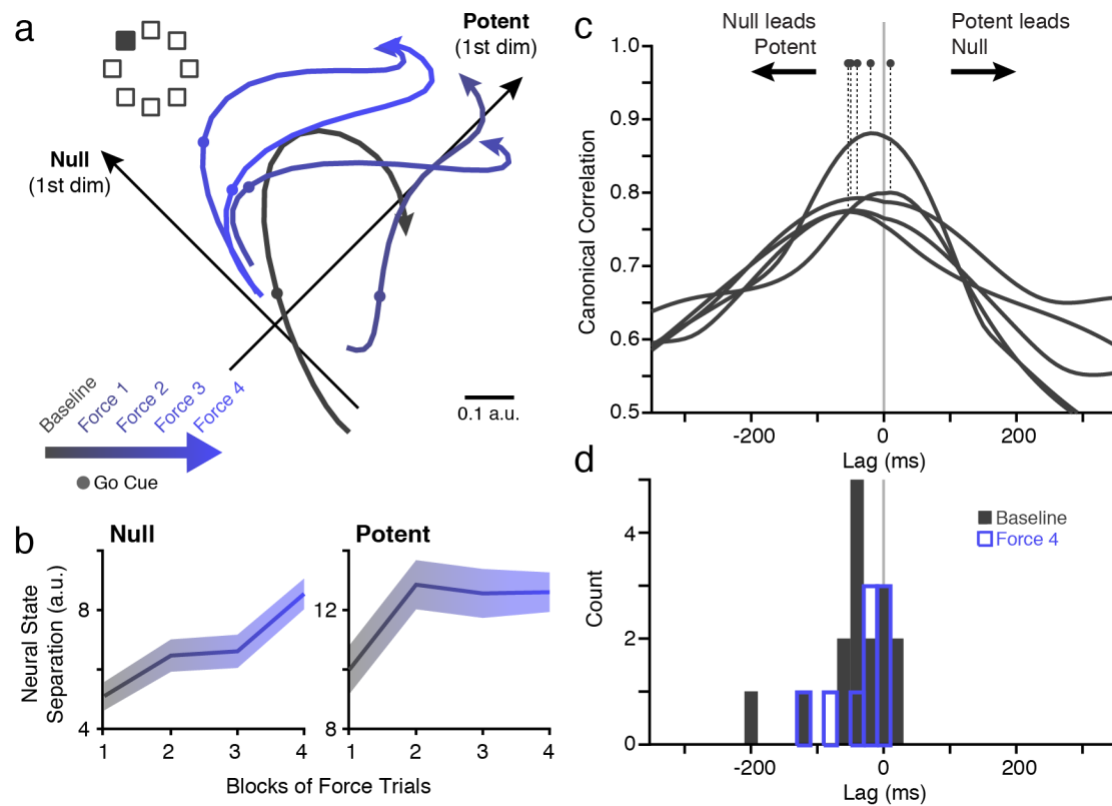 a
Null
(1st dim)
Potent
(1st dim)
Baseline
Force 1
Force 2
Force 3
Force 4
Go Cue
0.1 a.u.
b
Null
Potent
Neural State
Separation (a.u.)
8
4
12
8
1 2 3 4
1 2 3 4
Blocks of Force Trials
c
Null leads
Potent
Potent leads
Null
Canonical Correlation
1.0
0.9
0.8
0.7
0.6
0.5
-200 0 200
Lag (ms)
d
Baseline
Force 4
Count
4
2
0
-200 0 200
Lag (ms)